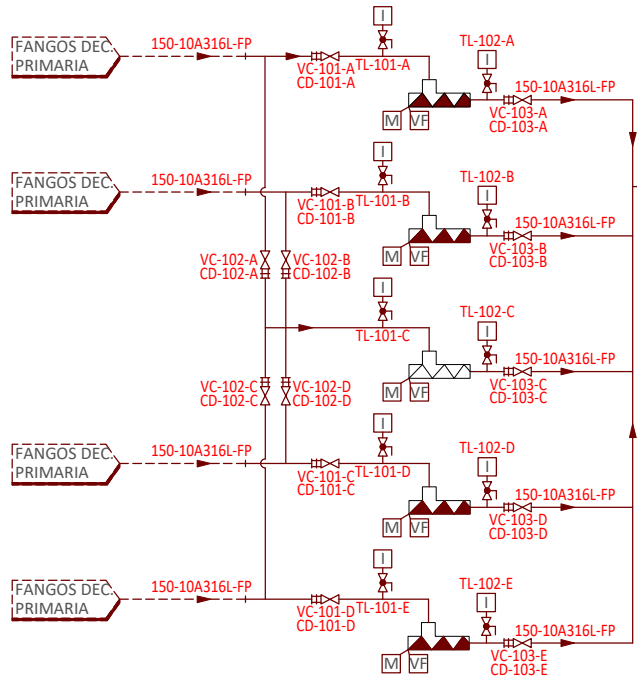 I
FANGOS DEC.
PRIMARIA
150-10A316L-FP
VC-101-A
CD-101-A
TL-101-A
M
VF
TL-102-A
I
150-10A316L-FP
VC-103-A
CD-103-A
I
FANGOS DEC.
PRIMARIA
150-10A316L-FP
VC-101-B
CD-101-B
TL-101-B
M
VF
TL-102-B
I
150-10A316L-FP
VC-103-B
CD-103-B
VC-102-A
CD-102-A
VC-102-B
CD-102-B
I
TL-101-C
M
VF
TL-102-C
I
150-10A316L-FP
VC-103-C
CD-103-C
VC-102-C
CD-102-C
VC-102-D
CD-102-D
I
FANGOS DEC.
PRIMARIA
150-10A316L-FP
VC-101-C
CD-101-C
TL-101-D
M
VF
TL-102-D
I
150-10A316L-FP
VC-103-D
CD-103-D
I
FANGOS DEC.
PRIMARIA
150-10A316L-FP
VC-101-D
CD-101-D
TL-101-E
M
VF
TL-102-E
I
150-10A316L-FP
VC-103-E
CD-103-E